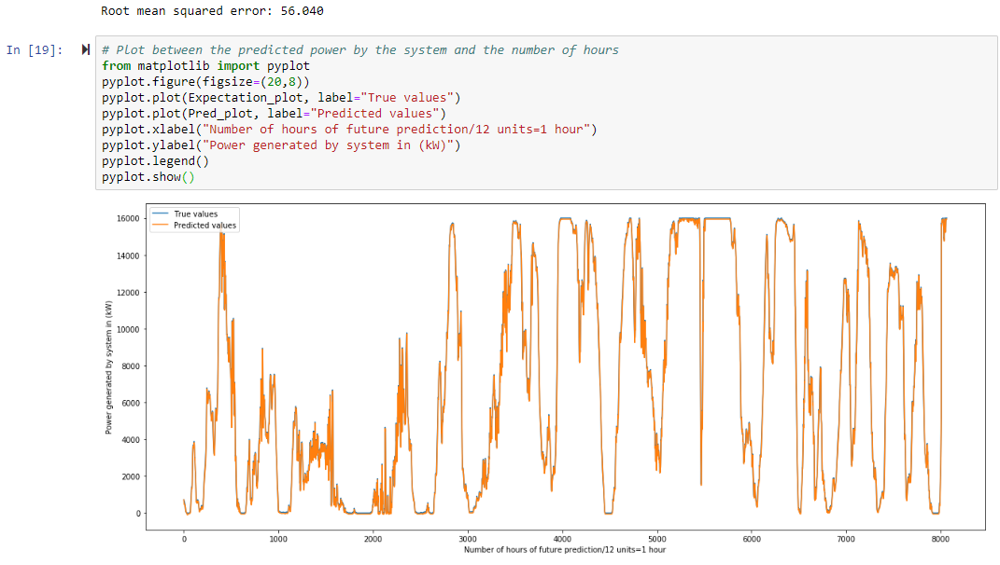 Root mean squared error: 56.040
In [19]:
# Plot between the predicted power by the system and the number of hours
from matplotlib import pyplot
pyplot.figure(figsize=(20,8))
pyplot.plot(Expectation_plot, label="True values")
pyplot.plot(Pred_plot, label="Predicted values")
pyplot.xlabel("Number of hours of future prediction/12 units=1 hour")
pyplot.ylabel("Power generated by system in (kW)")
pyplot.legend()
pyplot.show()
True values
Predicted values
16000
14000
12000
10000
8000
6000
4000
2000
0
Power generated by system in (kW)
0 1000 2000 3000 4000 5000 6000 7000 8000
Number of hours of future prediction/12 units=1 hour